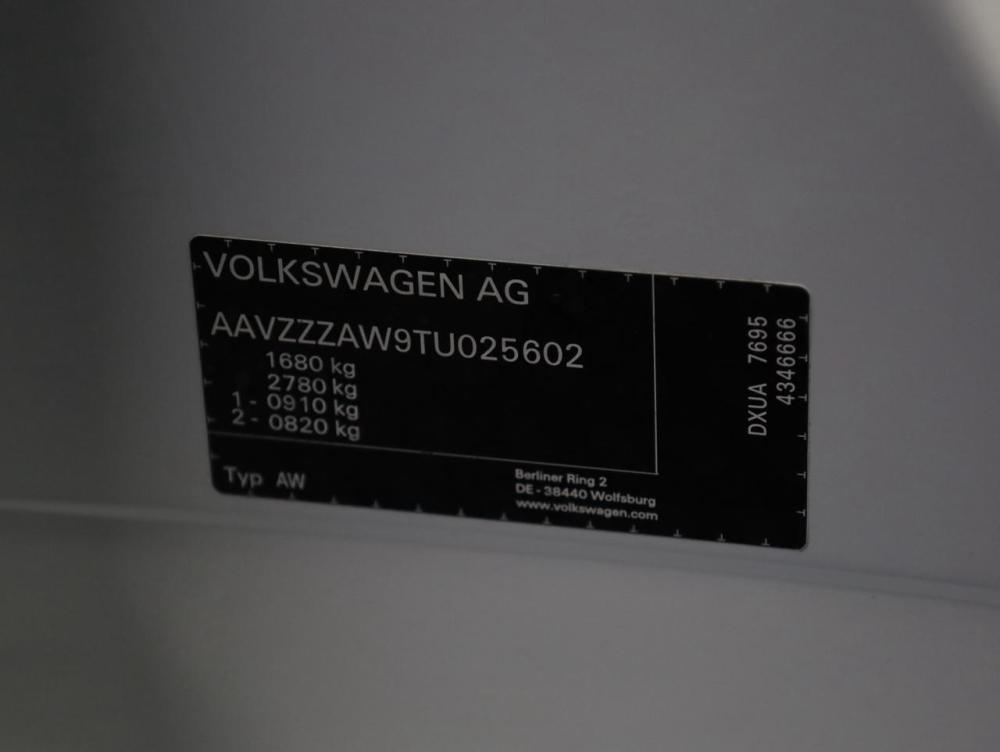 VOLKSWAGEN AG
AAVZZZAW9TU025602
1680 kg
2780 kg
1 - 0910 kg
2 - 0820 kg
Typ AW
Berliner Ring 2
DE - 38440 Wolfsburg
www.volkswagen.com
DXUA 7695
4346666